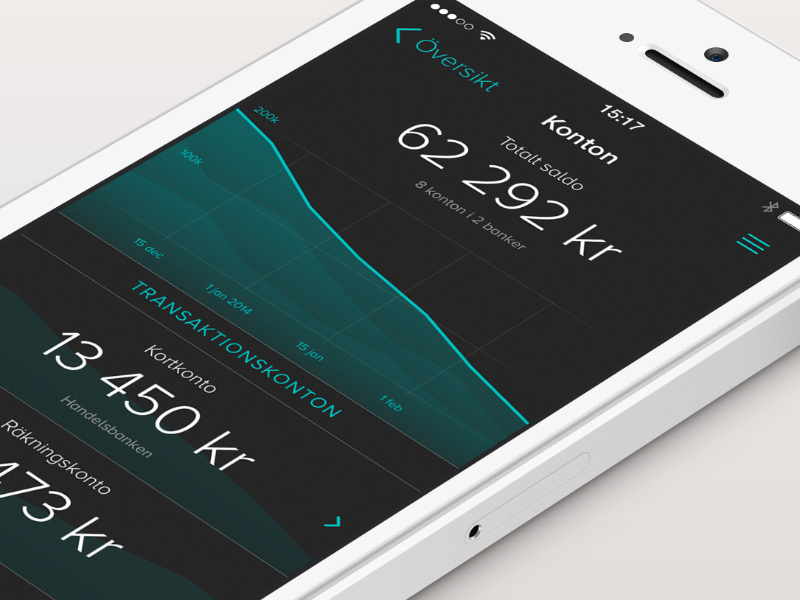 Översikt
15:17
Konton
Totalt saldo
62 292 kr
8 konton i 2 banker
200k
100k
15 dec
1 jan 2014
15 jan
1 feb
TRANSAKTIONSKONTON
Kortkonto
13 450 kr
Handelsbanken
Räkningskonto
473 kr